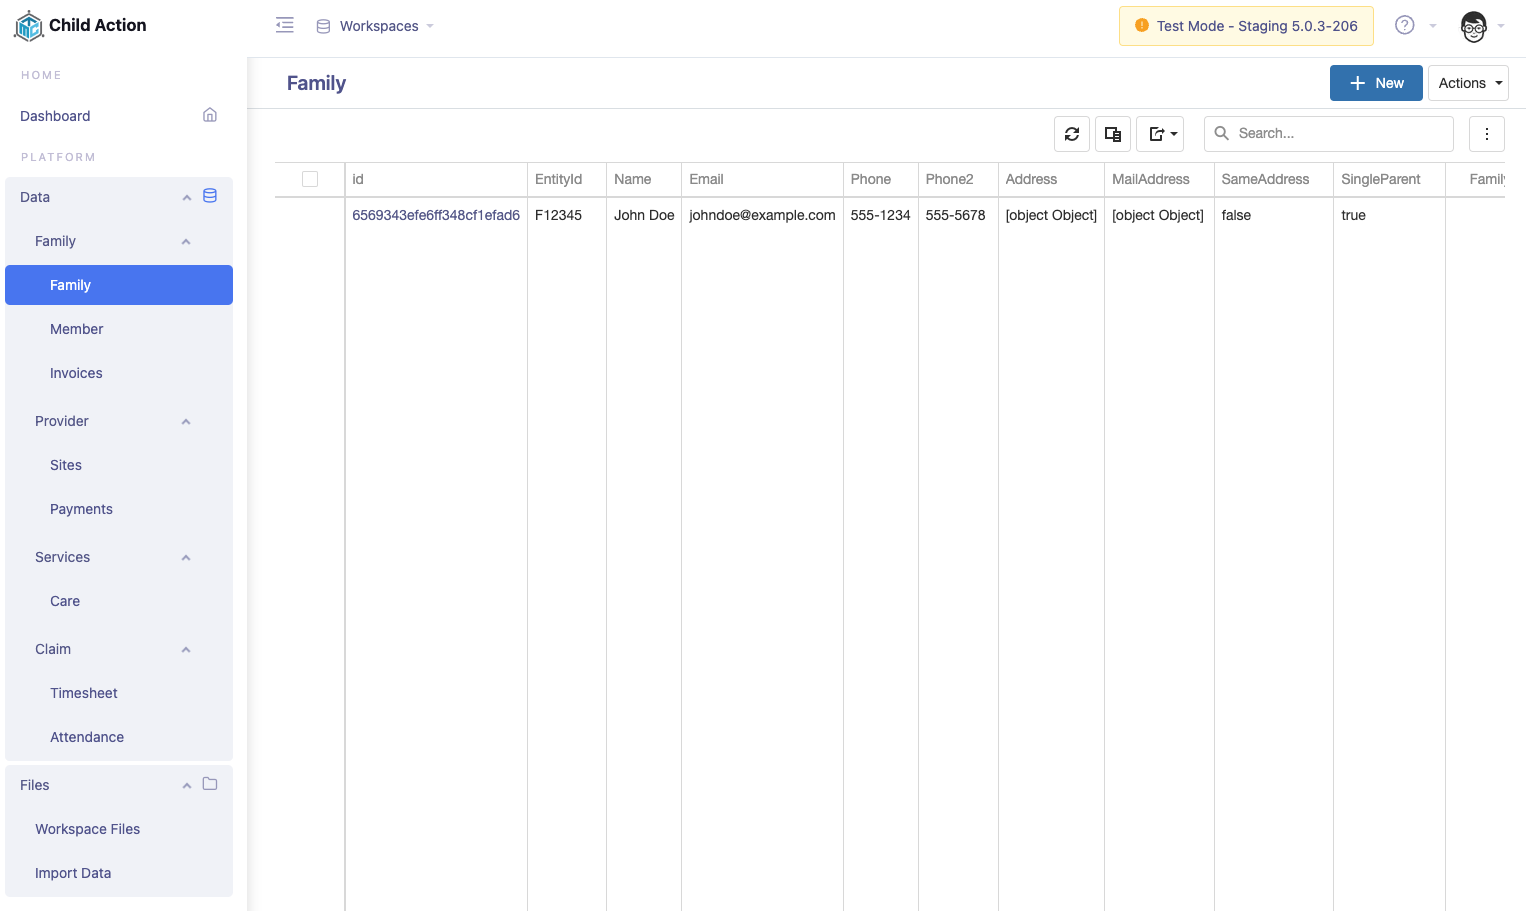 Child Action
Workspaces
Test Mode - Staging 5.0.3-206
HOME
Dashboard
PLATFORM
Data
Family
Family
Member
Invoices
Provider
Sites
Payments
Services
Care
Claim
Timesheet
Attendance
Files
Workspace Files
Import Data
Family
New
Actions
Search...
id EntityId Name Email Phone Phone2 Address MailAddress SameAddress SingleParent Family
6569343efe6ff348cf1efad6 F12345 John Doe johndoe@example.com 555-1234 555-5678 [object Object] [object Object] false true